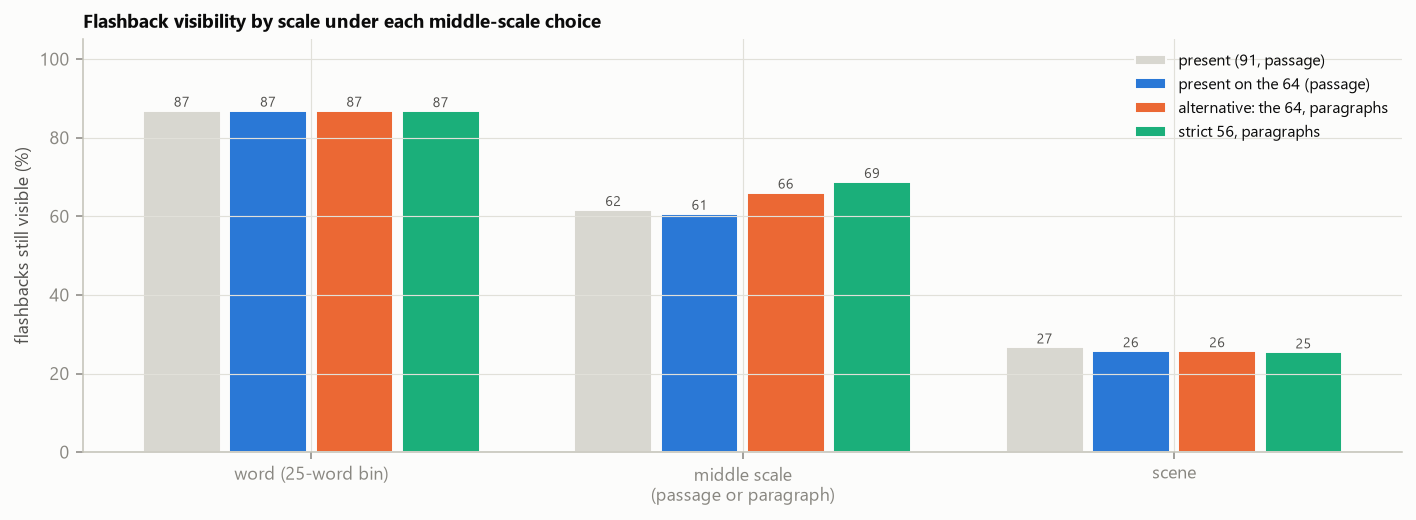 Flashback visibility by scale under each middle-scale choice
present (91, passage)
present on the 64 (passage)
alternative: the 64, paragraphs
strict 56, paragraphs
flashbacks still visible (%)
100
80
60
40
20
0
87 87 87 87
62 61 66 69
27 26 26 25
word (25-word bin)
middle scale
(passage or paragraph)
scene